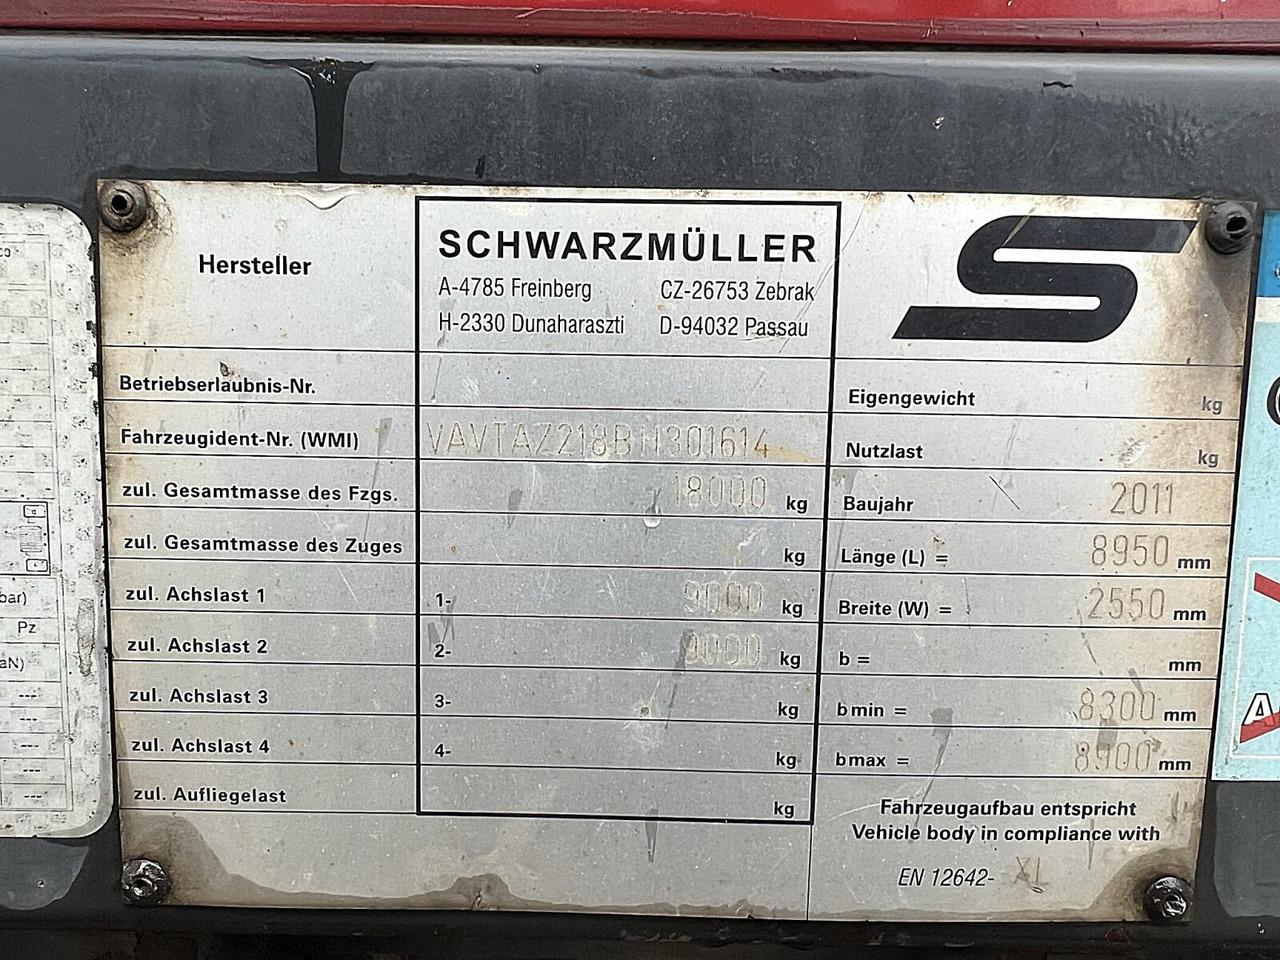 Hersteller
SCHWARZMÜLLER
A-4785 Freinberg CZ-26753 Zebrak
H-2330 Dunaharaszti D-94032 Passau
Betriebserlaubnis-Nr. Eigengewicht kg
Fahrzeugident-Nr. (WMI) VAVTAZ218BH301614 Nutzlast kg
zul. Gesamtmasse des Fzgs. 18000 kg Baujahr 2011
zul. Gesamtmasse des Zuges kg Länge (L) = 8950 mm
zul. Achslast 1 1- 9000 kg Breite (W) = 2550 mm
zul. Achslast 2 2- 9000 kg b = mm
zul. Achslast 3 3- kg bmin = 8300 mm
zul. Achslast 4 4- kg bmax = 8900 mm
zul. Aufliegelast kg
Fahrzeugaufbau entspricht
Vehicle body in compliance with
EN 12642- XL
bar)
Pz
aN)